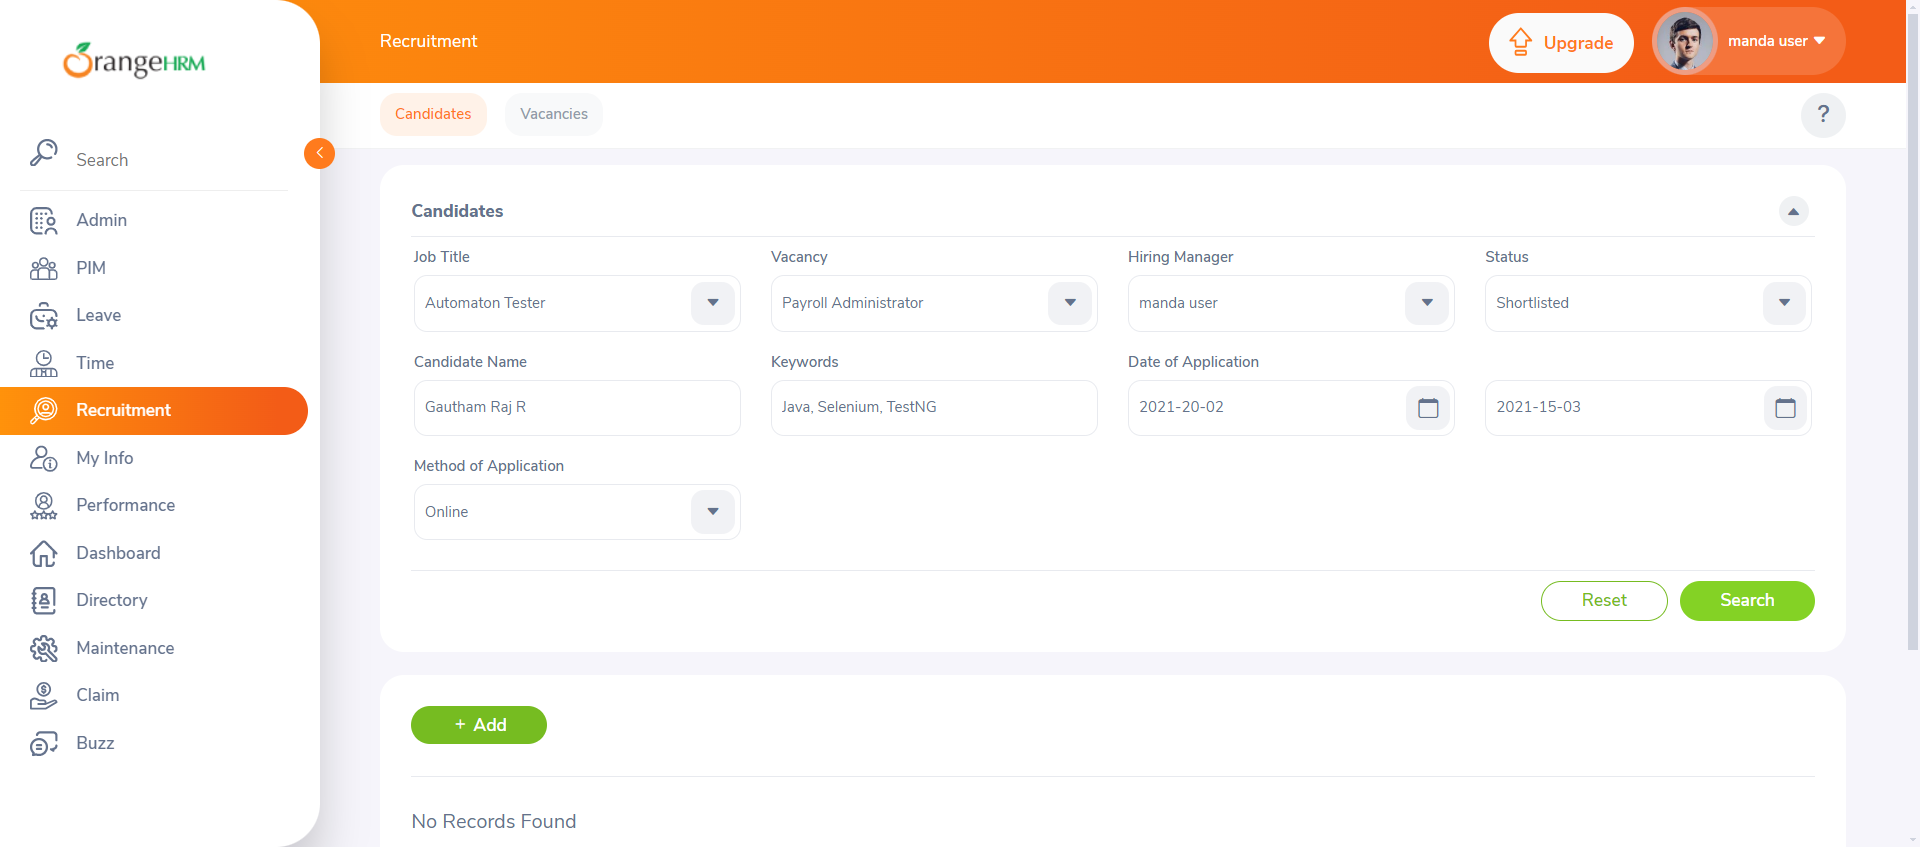 OrangeHRM
Recruitment
Upgrade
manda user
Candidates
Vacancies
?
Search
Admin
PIM
Leave
Time
Recruitment
My Info
Performance
Dashboard
Directory
Maintenance
Claim
Buzz
Candidates
Job Title
Vacancy
Hiring Manager
Status
Automaton Tester
Payroll Administrator
manda user
Shortlisted
Candidate Name
Keywords
Date of Application
Gautham Raj R
Java, Selenium, TestNG
2021-20-02
2021-15-03
Method of Application
Online
Reset
Search
+ Add
No Records Found